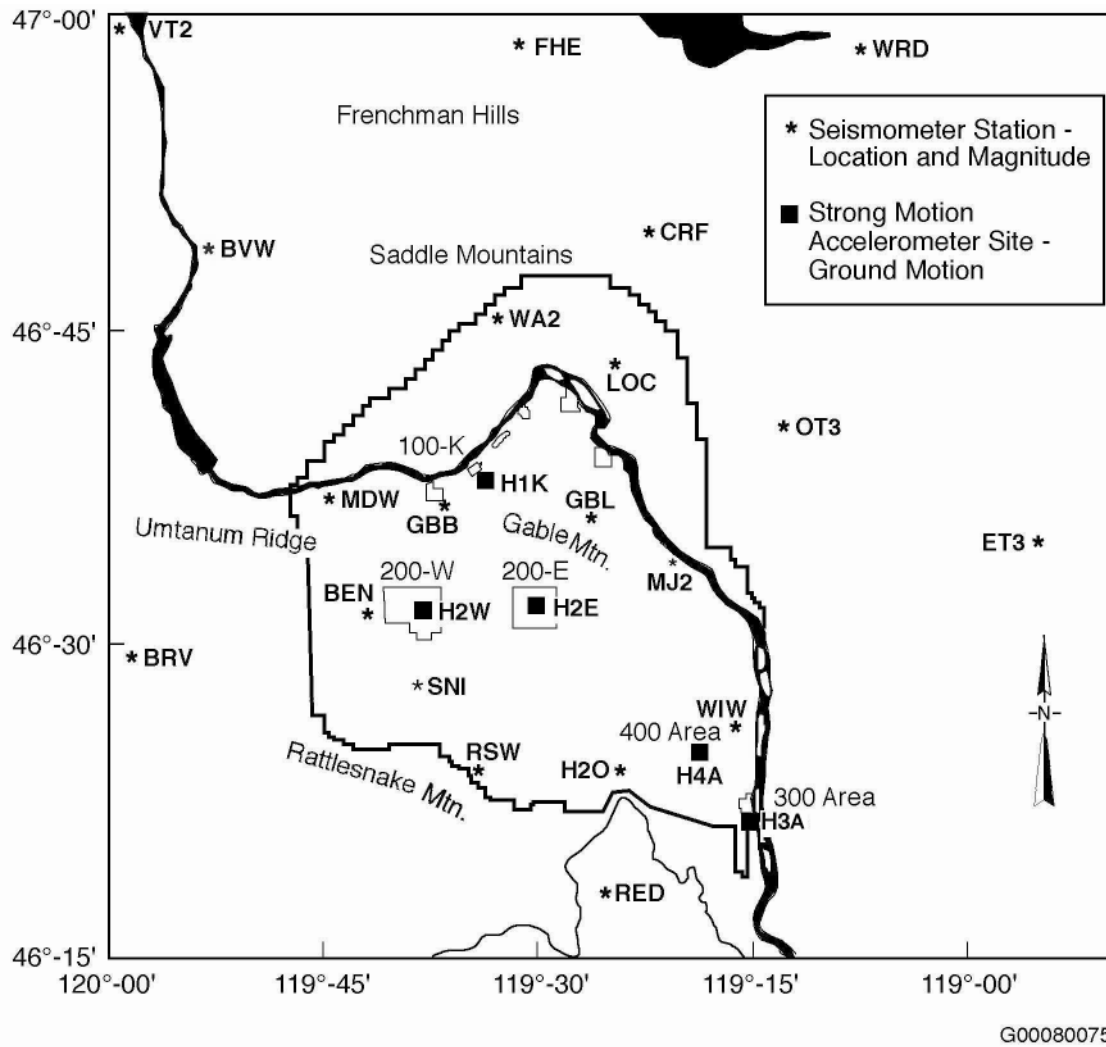 47°-00'
VT2
FHE
WRD
Frenchman Hills
* Seismometer Station -
Location and Magnitude
■ Strong Motion
Accelerometer Site -
Ground Motion
CRF
BVW
Saddle Mountains
46°-45'
WA2
LOC
OT3
100-K
H1K
MDW
GBB
GBL
Gable Mtn.
Umtanum Ridge
ET3
200-W
200-E
MJ2
BEN
H2W
H2E
46°-30'
BRV
SNI
-N-
WIW
400 Area
RSW
H2O
H4A
Rattlesnake Mtn.
300 Area
H3A
RED
46°-15'
120°-00'
119°-45'
119°-30'
119°-15'
119°-00'
G00080075